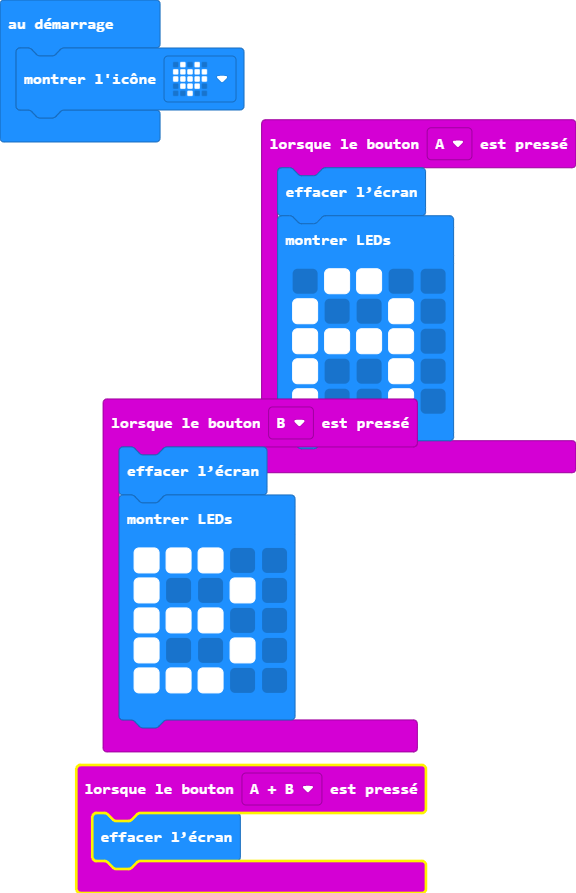 au démarrage
montrer l'icône
lorsque le bouton A est pressé
effacer l’écran
montrer LEDs
lorsque le bouton B est pressé
effacer l’écran
montrer LEDs
lorsque le bouton A + B est pressé
effacer l’écran